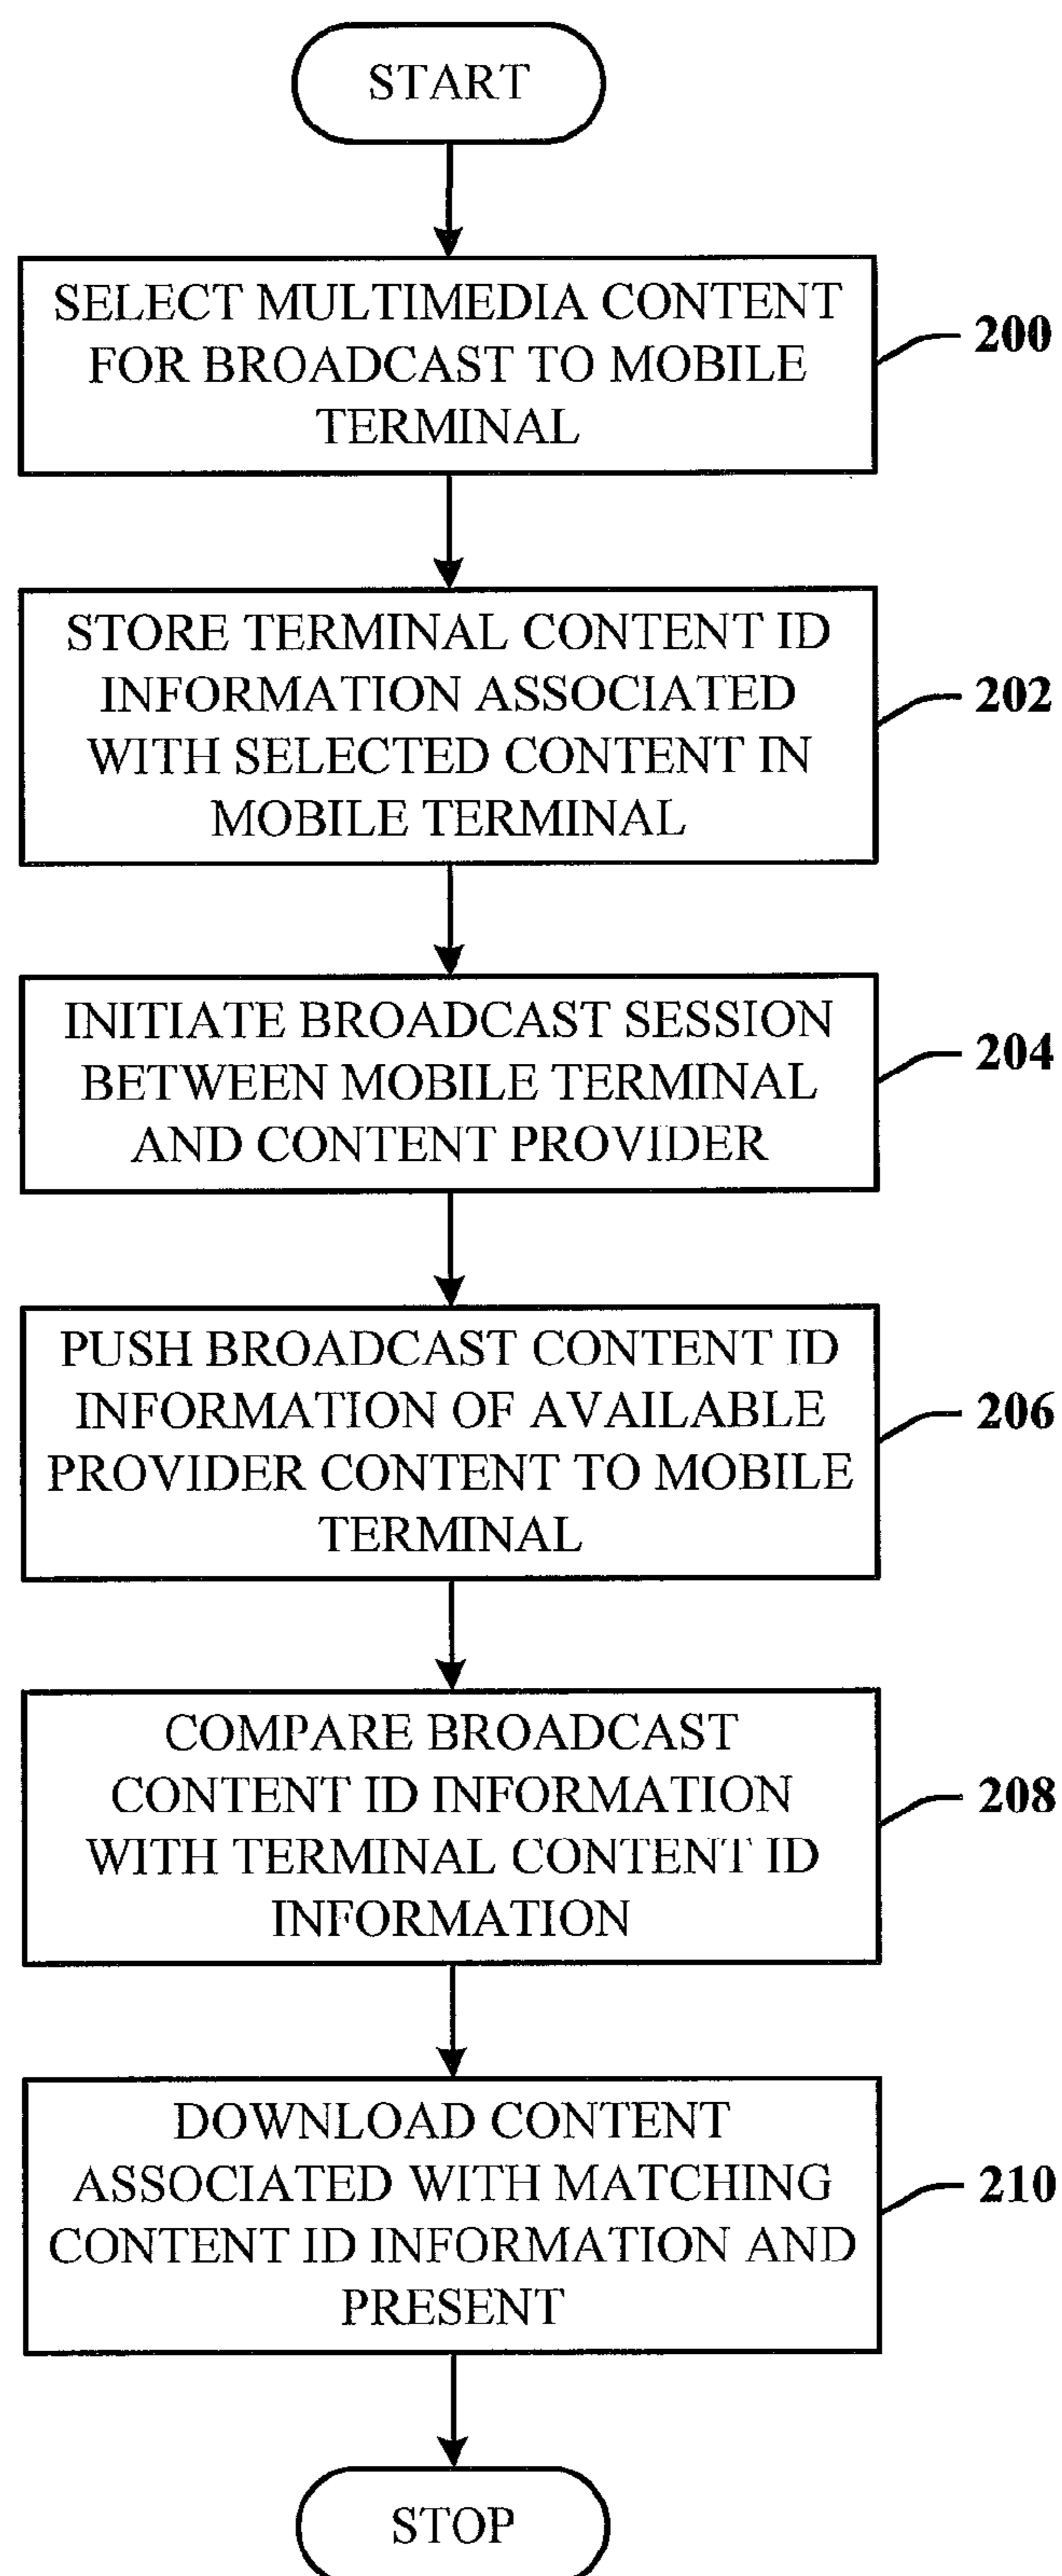 START
SELECT MULTIMEDIA CONTENT
FOR BROADCAST TO MOBILE
TERMINAL
200
STORE TERMINAL CONTENT ID
INFORMATION ASSOCIATED
WITH SELECTED CONTENT IN
MOBILE TERMINAL
202
INITIATE BROADCAST SESSION
BETWEEN MOBILE TERMINAL
AND CONTENT PROVIDER
204
PUSH BROADCAST CONTENT ID
INFORMATION OF AVAILABLE
PROVIDER CONTENT TO MOBILE
TERMINAL
206
COMPARE BROADCAST
CONTENT ID INFORMATION
WITH TERMINAL CONTENT ID
INFORMATION
208
DOWNLOAD CONTENT
ASSOCIATED WITH MATCHING
CONTENT ID INFORMATION AND
PRESENT
210
STOP